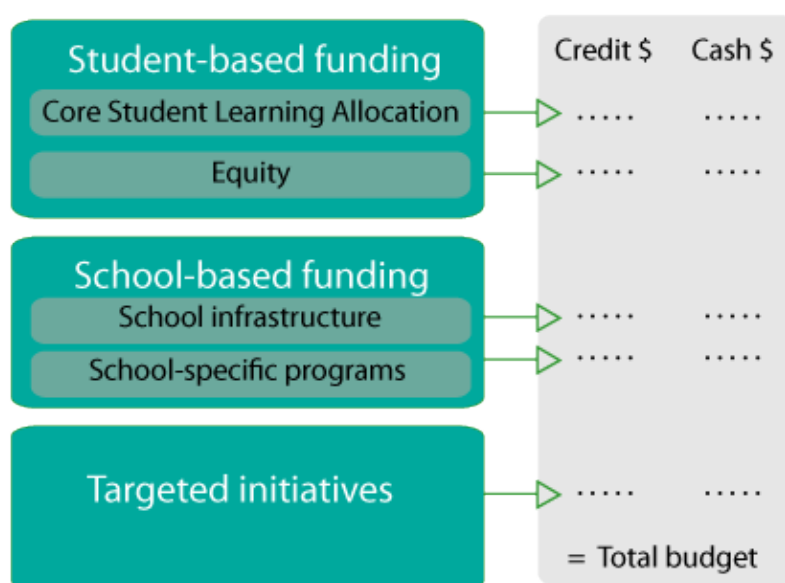 Student-based funding
Credit $ Cash $
Core Student Learning Allocation ..... .....
Equity ..... .....
School-based funding
School infrastructure ..... .....
School-specific programs ..... .....
Targeted initiatives ..... .....
= Total budget